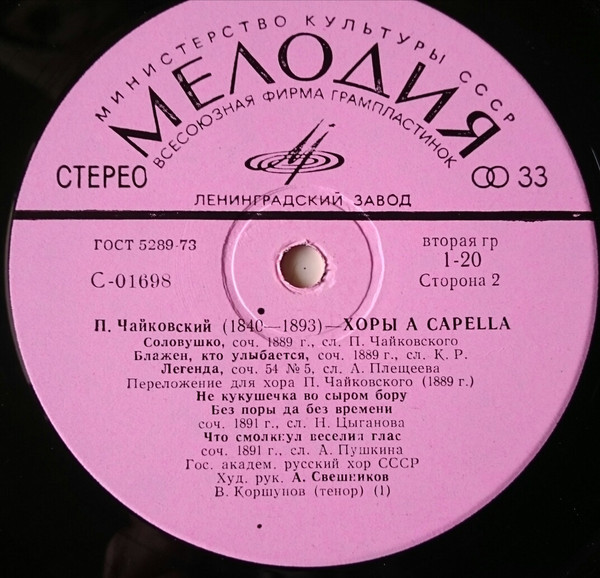 МИНИСТЕРСТВО КУЛЬТУРЫ СССР
МЕЛОДИЯ
ВСЕСОЮЗНАЯ ФИРМА ГРАМПЛАСТИНОК
СТЕРЕО
33
ЛЕНИНГРАДСКИЙ ЗАВОД
ГОСТ 5289-73
вторая гр
1-20
С-01698
Сторона 2
П. Чайковский (1840—1893)—ХОРЫ A CAPELLA
Соловушко, соч. 1889 г., сл. П. Чайковского
Блажен, кто улыбается, соч. 1889 г., сл. К. Р.
Легенда, соч. 54 №5, сл. А. Плещеева
Переложение для хора П. Чайковского (1889 г.)
Не кукушечка во сыром бору
Без поры да без времени
соч. 1891 г., сл. Н. Цыганова
Что смолкнул веселия глас
соч. 1891 г., сл. А. Пушкина
Гос. академ. русский хор СССР
Худ. рук. А. Свешников
В. Коршунов (тенор) (1)